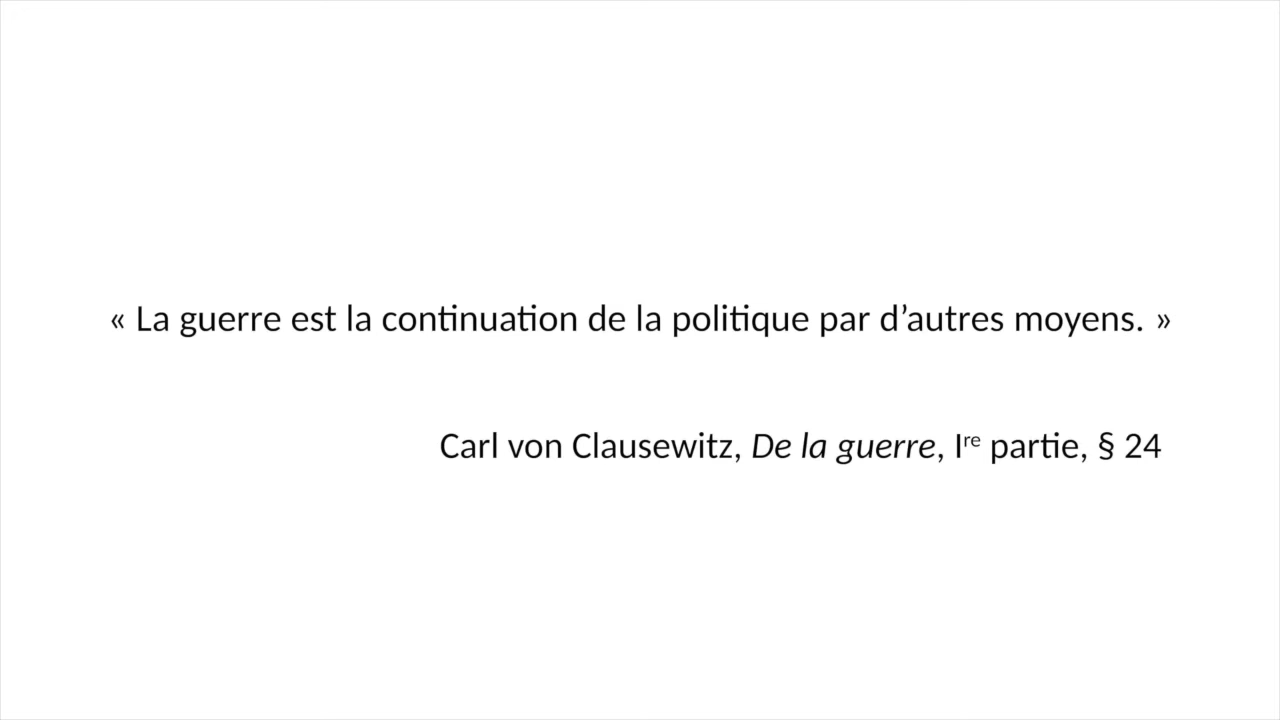 « La guerre est la continuation de la politique par d’autres moyens. »
Carl von Clausewitz, De la guerre, Iʳᵉ partie, § 24